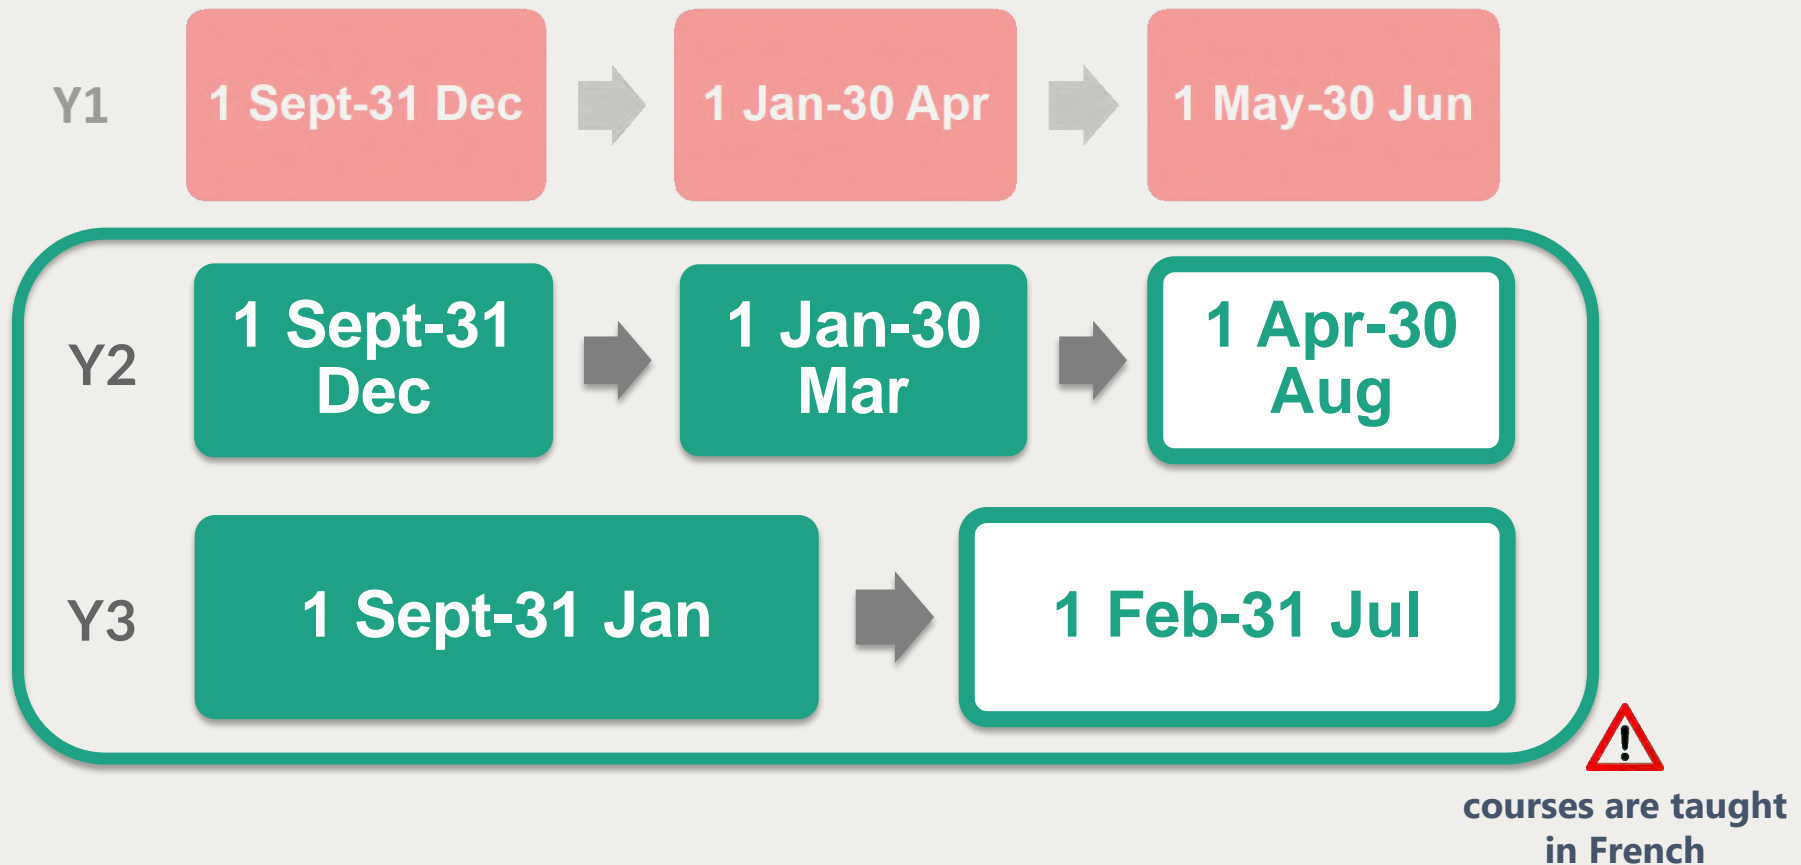 Y1
1 Sept-31 Dec
1 Jan-30 Apr
1 May-30 Jun
Y2
1 Sept-31
Dec
1 Jan-30
Mar
1 Apr-30
Aug
Y3
1 Sept-31 Jan
1 Feb-31 Jul
!
courses are taught
in French